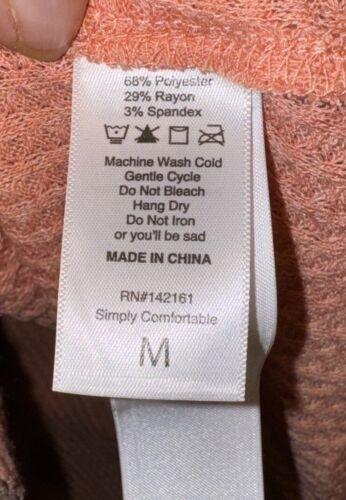 68% Polyester
29% Rayon
3% Spandex
Machine Wash Cold
Gentle Cycle
Do Not Bleach
Hang Dry
Do Not Iron
or you'll be sad
MADE IN CHINA
RN#142161
Simply Comfortable
M